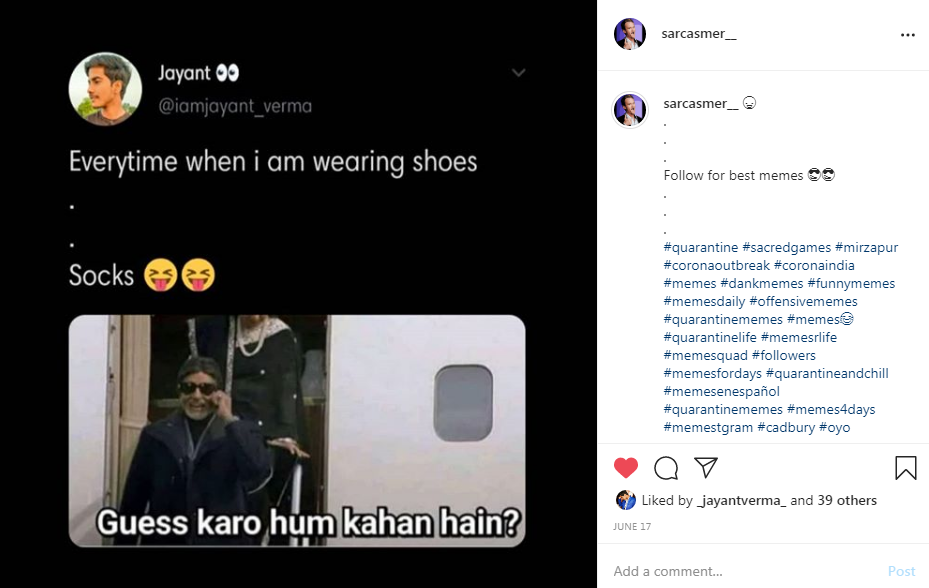 Jayant 👀
@iamjayant_verma
Everytime when i am wearing shoes
.
.
Socks 😝😝
Guess karo hum kahan hain?
sarcasmer__
sarcasmer__ 😛
.
.
.
Follow for best memes 😎😎
.
.
.
#quarantine #sacredgames #mirzapur
#coronaoutbreak #coronaindia
#memes #dankmemes #funnymemes
#memesdaily #offensivememes
#quarantinememes #memes😂
#quarantinelife #memesrlife
#memesquad #followers
#memesfordays #quarantineandchill
#memesenespañol
#quarantinememes #memes4days
#memestgram #cadbury #oyo
Liked by _jayantverma_ and 39 others
JUNE 17
Add a comment...
Post